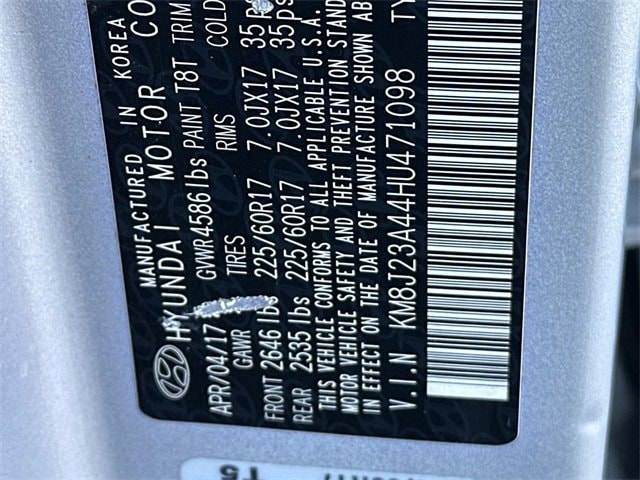 MANUFACTURED IN KOREA
HYUNDAI MOTOR CO
APR/04/17 GVWR 4586 lbs PAINT T8T TRIM
GAWR TIRES RIMS COLD
FRONT 2646 lbs 225/60R17 7.0JX17 35
REAR 2535 lbs 225/60R17 7.0JX17 35 ps
THIS VEHICLE CONFORMS TO ALL APPLICABLE U.S.A.
MOTOR VEHICLE SAFETY AND THEFT PREVENTION STAND
IN EFFECT ON THE DATE OF MANUFACTURE SHOWN AB
V.I.N KM8J23A44HU471098 TY